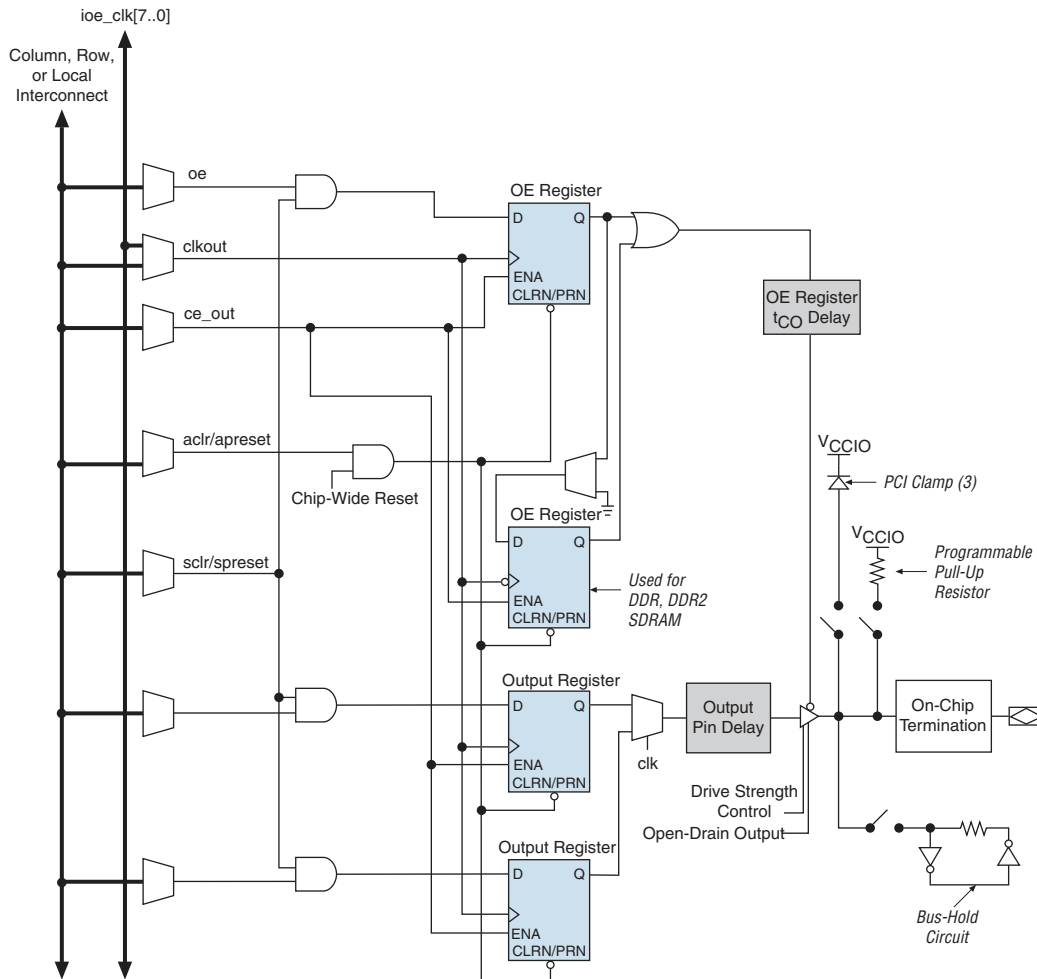 ioe_clk[7..0]
Column, Row,
or Local
Interconnect
oe
OE Register
D Q
clkout
ENA
CLRN/PRN
ce_out
OE Register
tCO Delay
aclr/apreset
Chip-Wide Reset
VCCIO
PCI Clamp (3)
OE Register
D Q
ENA
CLRN/PRN
Used for
DDR, DDR2
SDRAM
VCCIO
Programmable
Pull-Up
Resistor
sclr/spreset
Output Register
D Q
ENA
CLRN/PRN
clk
Output
Pin Delay
On-Chip
Termination
Drive Strength
Control
Open-Drain Output
Output Register
D Q
ENA
CLRN/PRN
Bus-Hold
Circuit